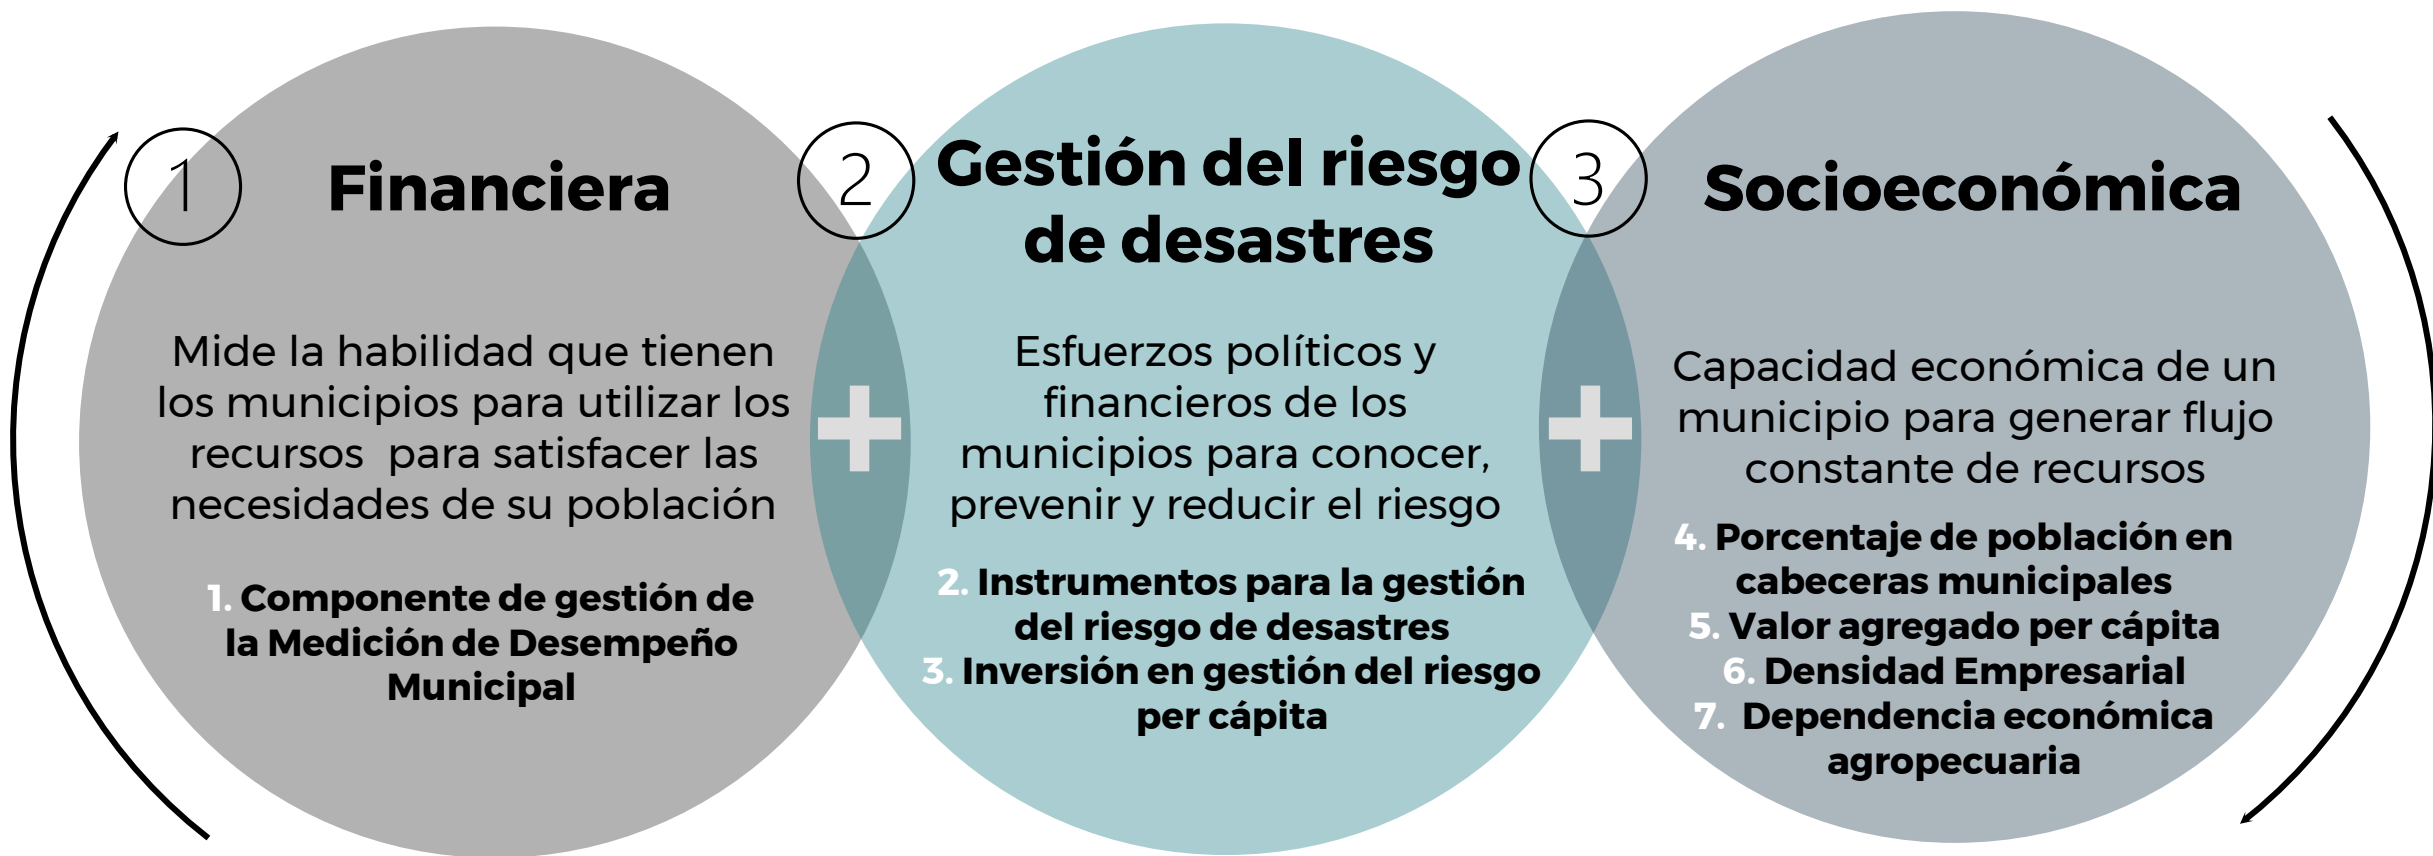 1
Financiera
Mide la habilidad que tienen
los municipios para utilizar los
recursos  para satisfacer las
necesidades de su población
1. Componente de gestión de
la Medición de Desempeño
Municipal
2
Gestión del riesgo
de desastres
Esfuerzos políticos y
financieros de los
municipios para conocer,
prevenir y reducir el riesgo
2. Instrumentos para la gestión
del riesgo de desastres
3. Inversión en gestión del riesgo
per cápita
3
Socioeconómica
Capacidad económica de un
municipio para generar flujo
constante de recursos
4. Porcentaje de población en
cabeceras municipales
5. Valor agregado per cápita
6. Densidad Empresarial
7.  Dependencia económica
agropecuaria